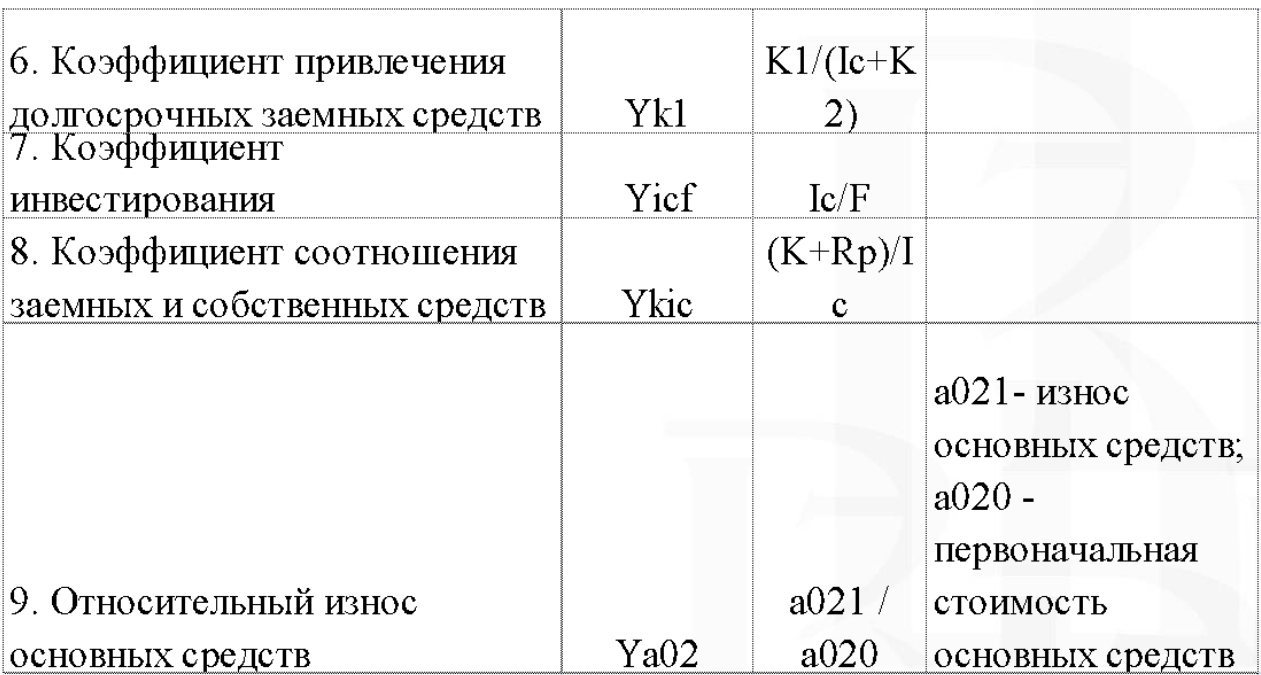 6. Коэффициент привлечения
долгосрочных заемных средств
Yk1
K1/(Ic+K
2)
7. Коэффициент
инвестирования
Yicf
Ic/F
8. Коэффициент соотношения
заемных и собственных средств
Ykic
(K+Rp)/I
c
9. Относительный износ
основных средств
Ya02
a021 /
a020
a021- износ
основных средств;
a020 -
первоначальная
стоимость
основных средств